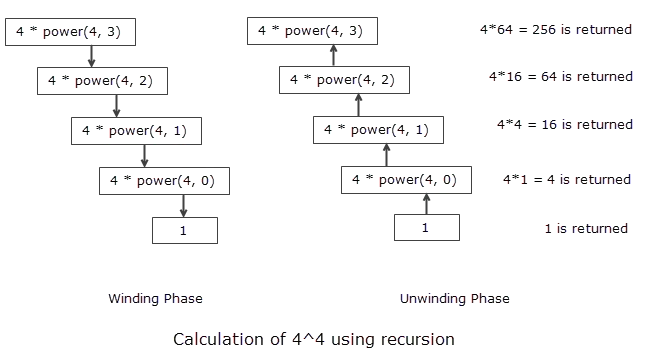 4 * power(4, 3)
4 * power(4, 3)
4*64 = 256 is returned
4 * power(4, 2)
4 * power(4, 2)
4*16 = 64 is returned
4 * power(4, 1)
4 * power(4, 1)
4*4 = 16 is returned
4 * power(4, 0)
4 * power(4, 0)
4*1 = 4 is returned
1
1
1 is returned
Winding Phase
Unwinding Phase
Calculation of 4^4 using recursion